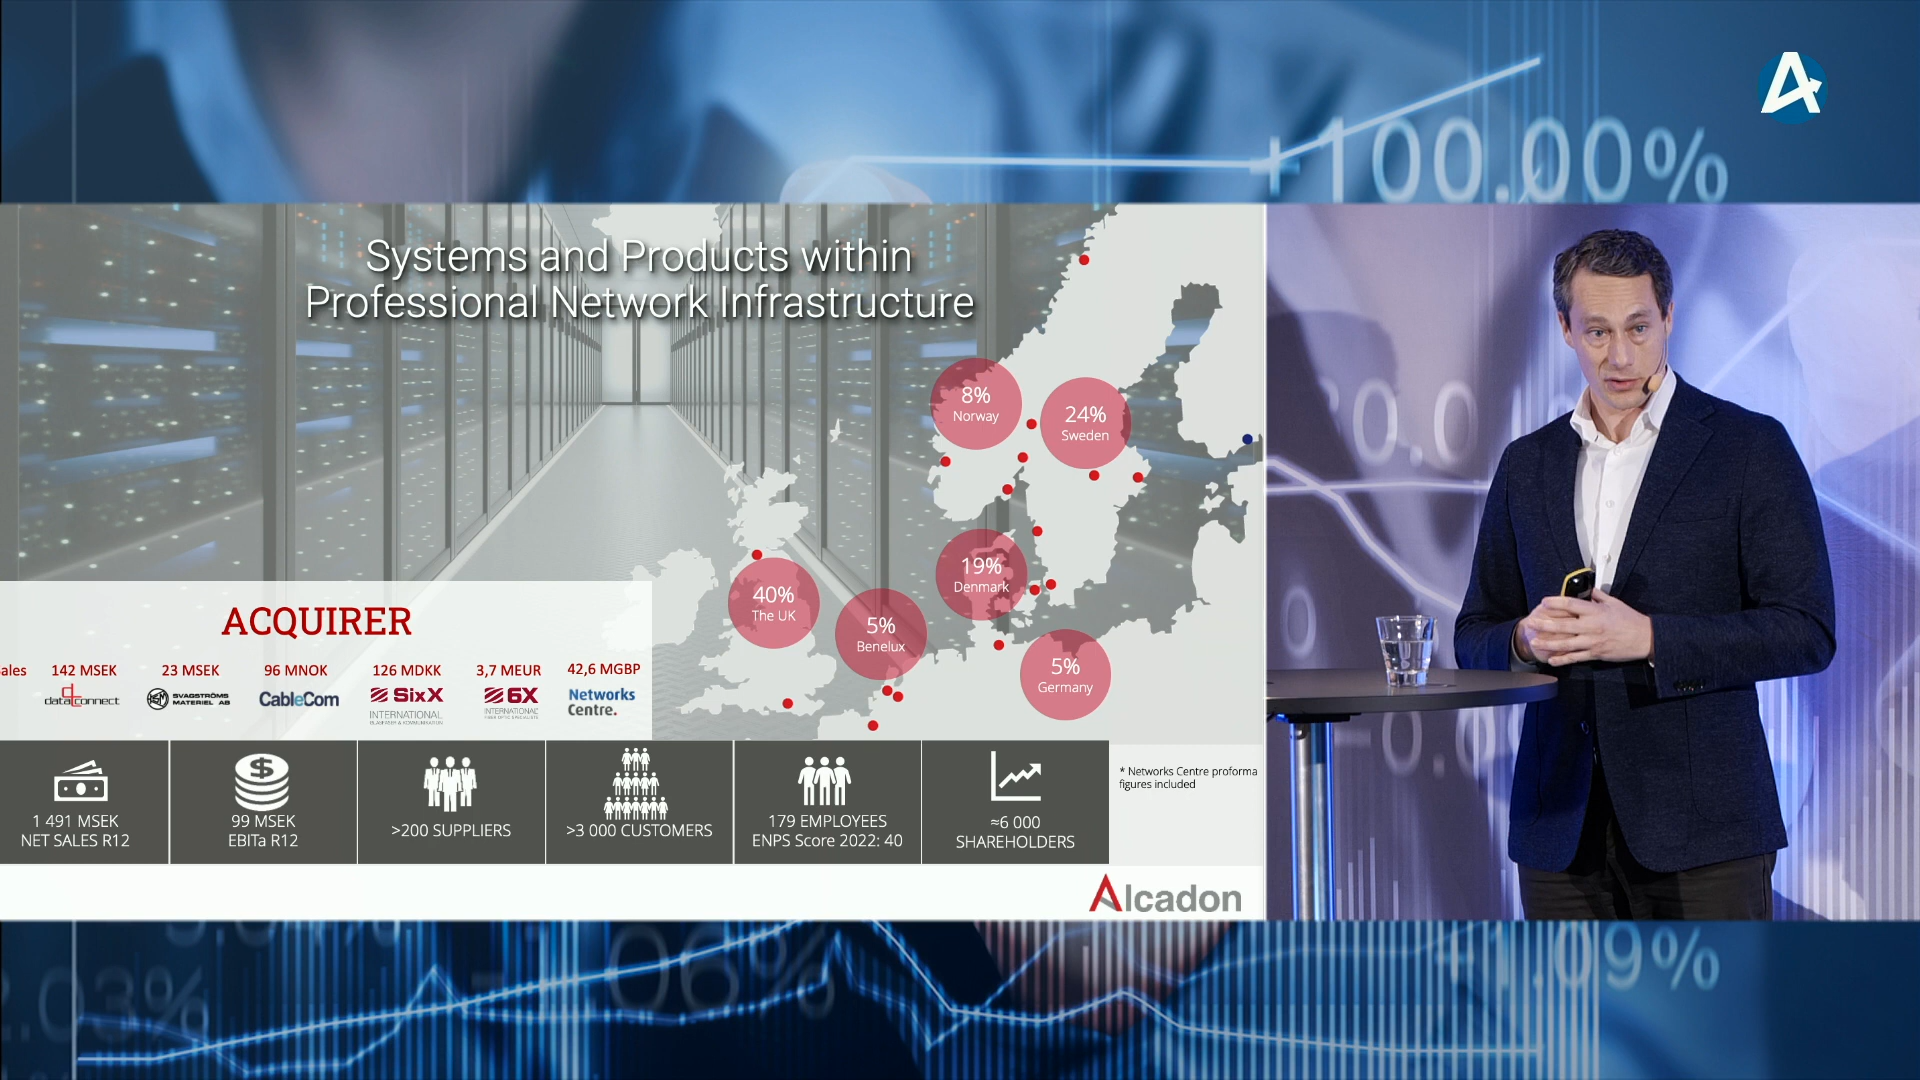 +100.00%
Systems and Products within
Professional Network Infrastructure
8%
Norway
24%
Sweden
19%
Denmark
40%
The UK
5%
Benelux
5%
Germany
ACQUIRER
ales 142 MSEK 23 MSEK 96 MNOK 126 MDKK 3,7 MEUR 42,6 MGBP
dataconnect
SVAGSTRÖMS
MATERIEL AB
CableCom
SixX
INTERNATIONAL
6X
INTERNATIONAL
FIBER OPTIC SPECIALISTS
Networks
Centre.
1 491 MSEK
NET SALES R12
99 MSEK
EBITa R12
>200 SUPPLIERS
>3 000 CUSTOMERS
179 EMPLOYEES
ENPS Score 2022: 40
≈6 000
SHAREHOLDERS
* Networks Centre proforma
figures included
Alcadon